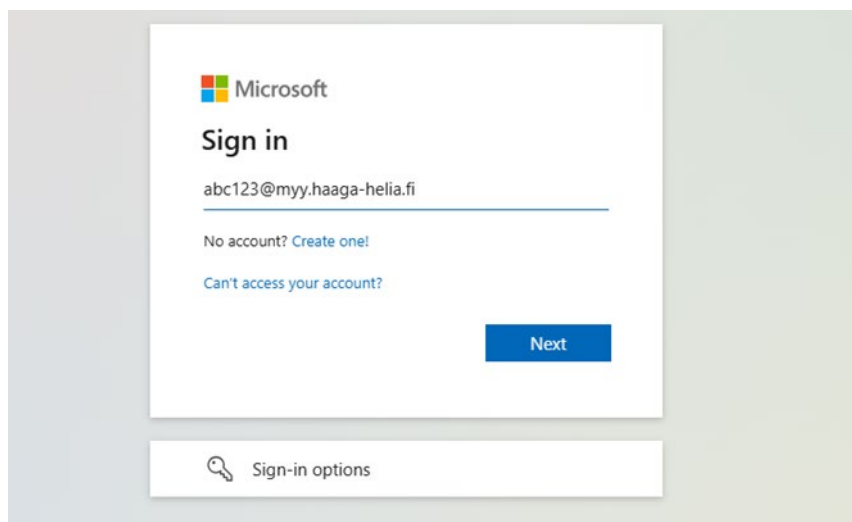 Microsoft
Sign in
abc123@myy.haaga-helia.fi
No account? Create one!
Can't access your account?
Next
Sign-in options